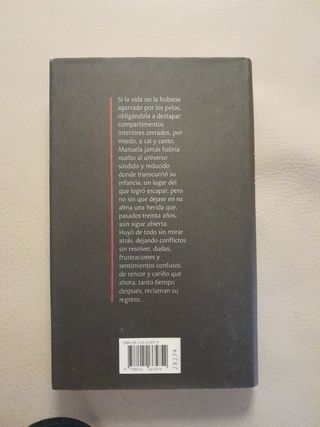 Si la vida no la hubiese
agarrado por los pelos,
obligándola a destapar
compartimentos
interiores cerrados, por
miedo, a cal y canto.
Manuela jamás habría
vuelto al universo
sórdido y reducido
donde transcurrió su
infancia, un lugar del
que logró escapar, pero
no sin que dejase en su
alma una herida que,
pasados treinta años,
aún sigue abierta.
Huyó de todo sin mirar
atrás, dejando conflictos
sin resolver, dudas,
frustraciones y
sentimientos confusos
de rencor y cariño que
ahora, tanto tiempo
después, reclaman su
regreso...